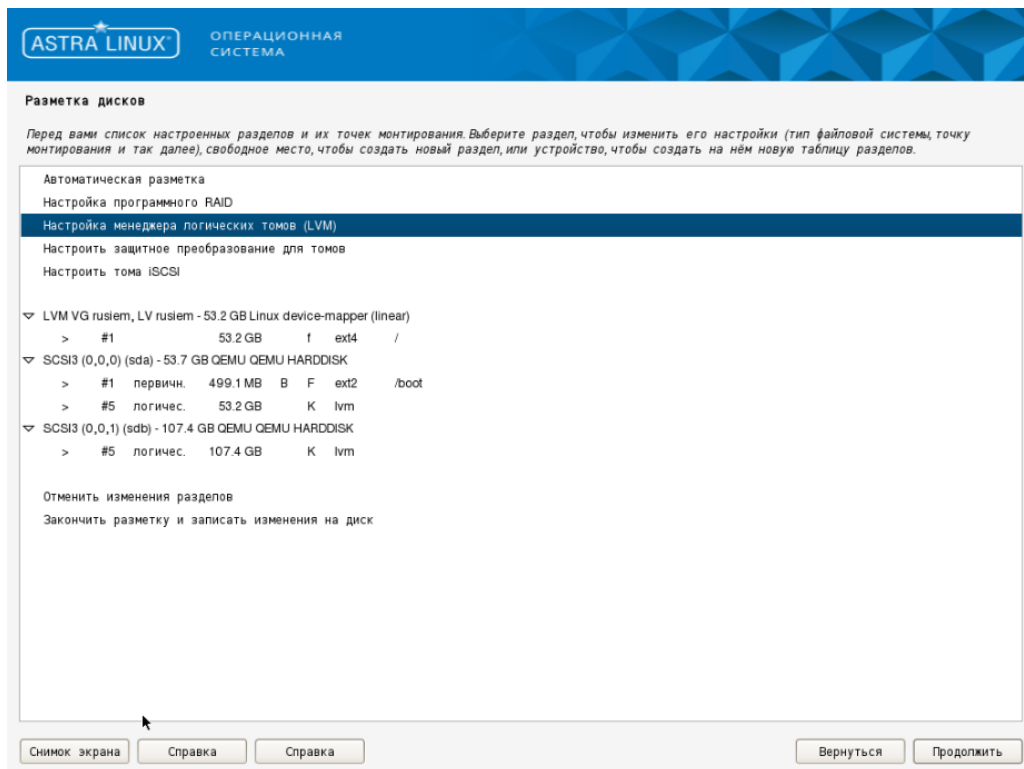 ASTRA LINUX®
ОПЕРАЦИОННАЯ
СИСТЕМА
Разметка дисков
Перед вами список настроенных разделов и их точек монтирования. Выберите раздел, чтобы изменить его настройки (тип файловой системы, точку
монтирования и так далее), свободное место, чтобы создать новый раздел, или устройство, чтобы создать на нём новую таблицу разделов.
Автоматическая разметка
Настройка программного RAID
Настройка менеджера логических томов (LVM)
Настроить защитное преобразование для томов
Настроить тома iSCSI
LVM VG rusiem, LV rusiem - 53.2 GB Linux device-mapper (linear)
> #1 53.2 GB f ext4 /
SCSI3 (0,0,0) (sda) - 53.7 GB QEMU QEMU HARDDISK
> #1 первичн. 499.1 MB B F ext2 /boot
> #5 логичес. 53.2 GB K lvm
SCSI3 (0,0,1) (sdb) - 107.4 GB QEMU QEMU HARDDISK
> #5 логичес. 107.4 GB K lvm
Отменить изменения разделов
Закончить разметку и записать изменения на диск
Снимок экрана Справка Справка Вернуться Продолжить